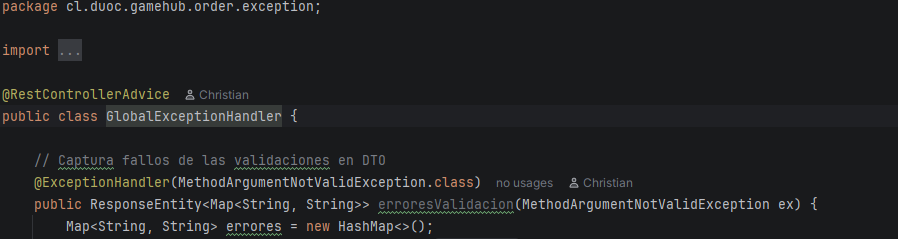 package cl.duoc.gamehub.order.exception;
import ...
@RestControllerAdvice Christian
public class GlobalExceptionHandler {
// Captura fallos de las validaciones en DTO
@ExceptionHandler(MethodArgumentNotValidException.class) no usages Christian
public ResponseEntity<Map<String, String>> erroresValidacion(MethodArgumentNotValidException ex) {
Map<String, String> errores = new HashMap<>();